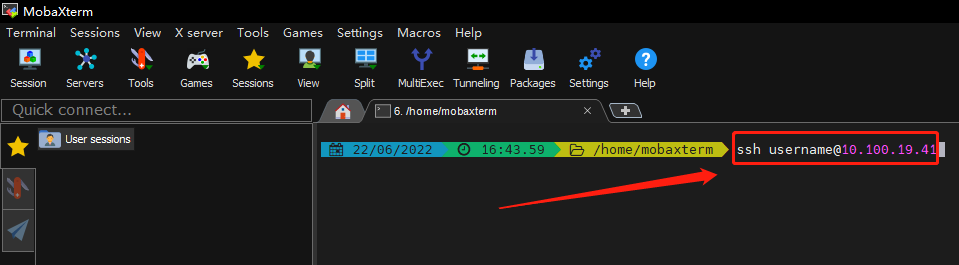 MobaXterm
Terminal Sessions View X server Tools Games Settings Macros Help
Session Servers Tools Games Sessions View Split MultiExec Tunneling Packages Settings Help
Quick connect...
6. /home/mobaxterm
User sessions
22/06/2022 16:43.59 /home/mobaxterm ssh username@10.100.19.41